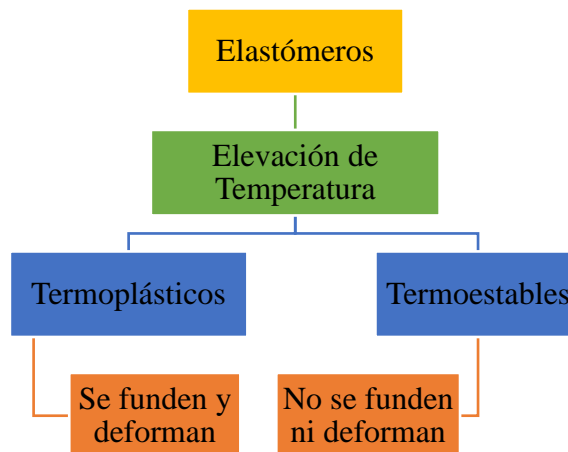 Elastómeros
Elevación de
Temperatura
Termoplásticos
Termoestables
Se funden y
deforman
No se funden
ni deforman